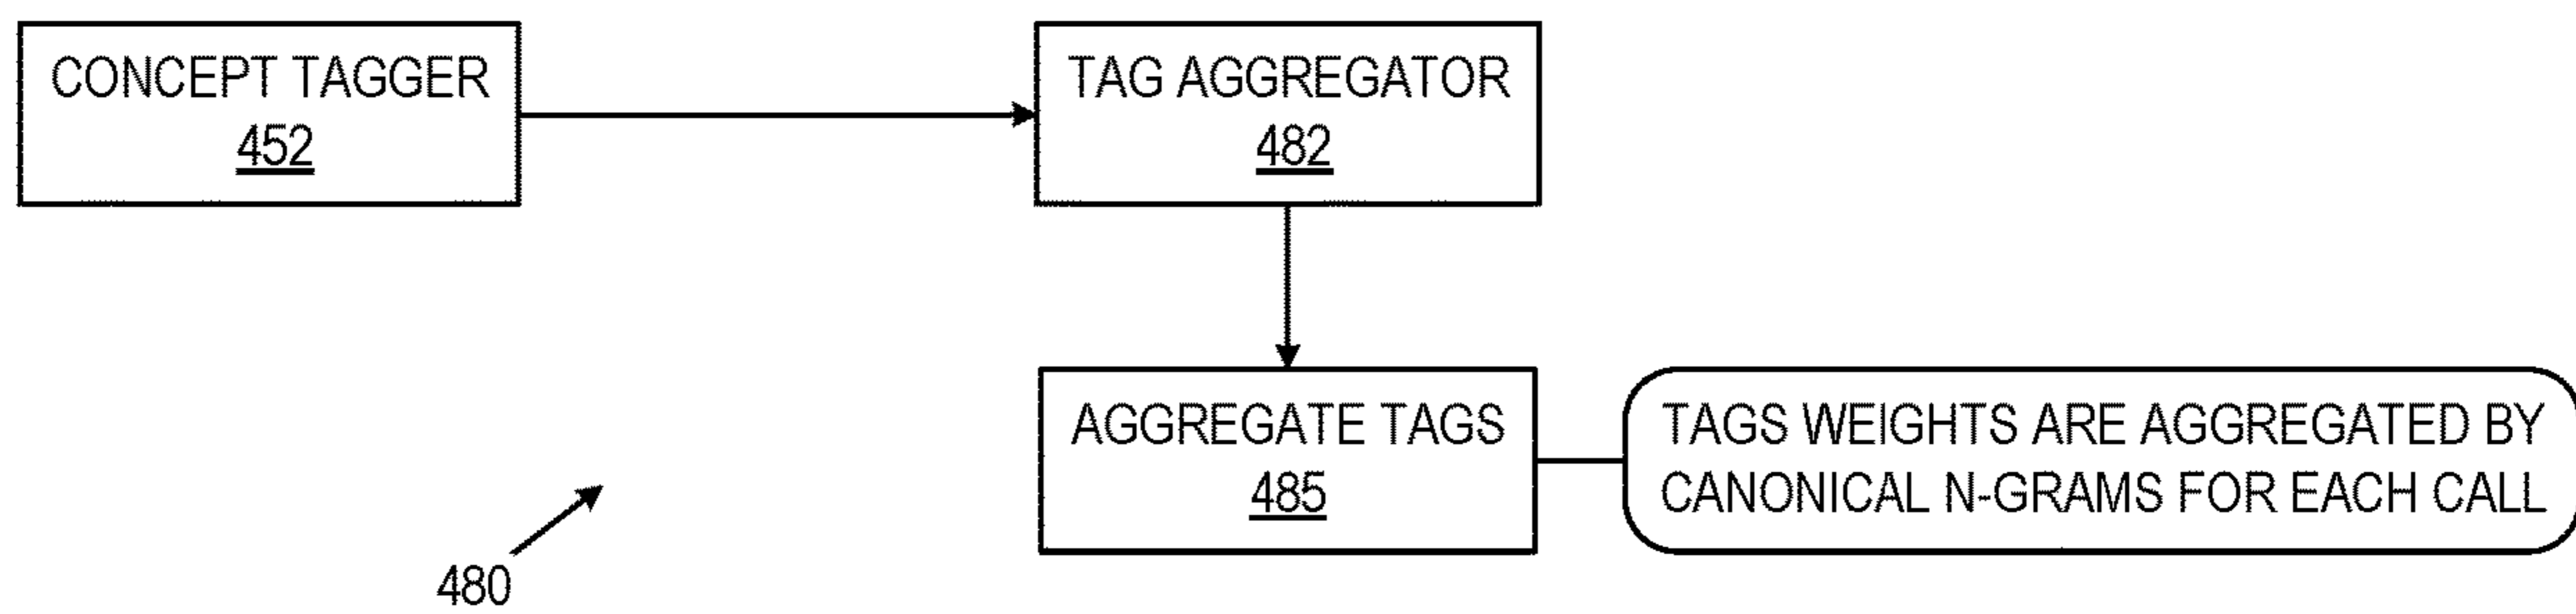 CONCEPT TAGGER
452
TAG AGGREGATOR
482
AGGREGATE TAGS
485
TAGS WEIGHTS ARE AGGREGATED BY
CANONICAL N-GRAMS FOR EACH CALL
480